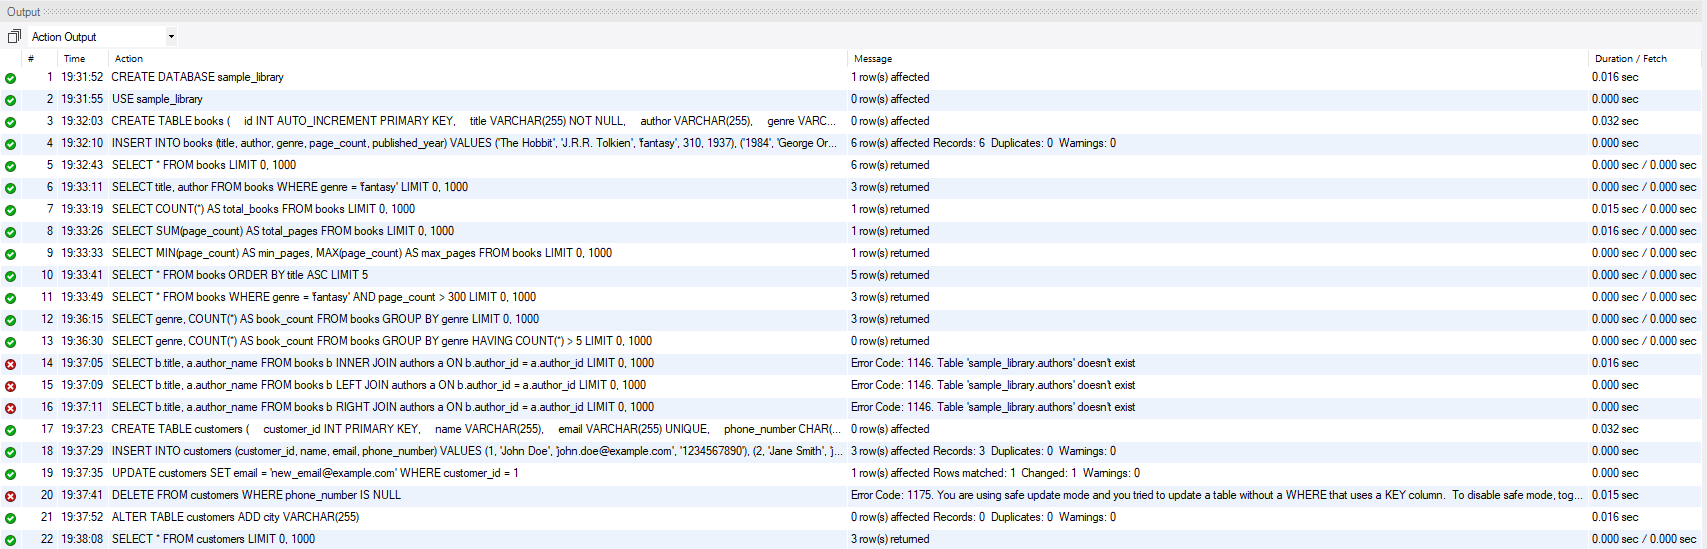 Output
Action Output
# Time Action Message Duration / Fetch
1 19:31:52 CREATE DATABASE sample_library 1 row(s) affected 0.016 sec
2 19:31:55 USE sample_library 0 row(s) affected 0.000 sec
3 19:32:03 CREATE TABLE books ( id INT AUTO_INCREMENT PRIMARY KEY, title VARCHAR(255) NOT NULL, author VARCHAR(255), genre VARC... 0 row(s) affected 0.032 sec
4 19:32:10 INSERT INTO books (title, author, genre, page_count, published_year) VALUES ('The Hobbit', 'J.R.R. Tolkien', 'fantasy', 310, 1937), ('1984', 'George Or... 6 row(s) affected Records: 6 Duplicates: 0 Warnings: 0 0.000 sec
5 19:32:43 SELECT * FROM books LIMIT 0, 1000 6 row(s) returned 0.000 sec / 0.000 sec
6 19:33:11 SELECT title, author FROM books WHERE genre = 'fantasy' LIMIT 0, 1000 3 row(s) returned 0.000 sec / 0.000 sec
7 19:33:19 SELECT COUNT(*) AS total_books FROM books LIMIT 0, 1000 1 row(s) returned 0.015 sec / 0.000 sec
8 19:33:26 SELECT SUM(page_count) AS total_pages FROM books LIMIT 0, 1000 1 row(s) returned 0.016 sec / 0.000 sec
9 19:33:33 SELECT MIN(page_count) AS min_pages, MAX(page_count) AS max_pages FROM books LIMIT 0, 1000 1 row(s) returned 0.000 sec / 0.000 sec
10 19:33:41 SELECT * FROM books ORDER BY title ASC LIMIT 5 5 row(s) returned 0.000 sec / 0.000 sec
11 19:33:49 SELECT * FROM books WHERE genre = 'fantasy' AND page_count > 300 LIMIT 0, 1000 3 row(s) returned 0.000 sec / 0.000 sec
12 19:36:15 SELECT genre, COUNT(*) AS book_count FROM books GROUP BY genre LIMIT 0, 1000 3 row(s) returned 0.000 sec / 0.000 sec
13 19:36:30 SELECT genre, COUNT(*) AS book_count FROM books GROUP BY genre HAVING COUNT(*) > 5 LIMIT 0, 1000 0 row(s) returned 0.000 sec / 0.000 sec
14 19:37:05 SELECT b.title, a.author_name FROM books b INNER JOIN authors a ON b.author_id = a.author_id LIMIT 0, 1000 Error Code: 1146. Table 'sample_library.authors' doesn't exist 0.016 sec
15 19:37:09 SELECT b.title, a.author_name FROM books b LEFT JOIN authors a ON b.author_id = a.author_id LIMIT 0, 1000 Error Code: 1146. Table 'sample_library.authors' doesn't exist 0.000 sec
16 19:37:11 SELECT b.title, a.author_name FROM books b RIGHT JOIN authors a ON b.author_id = a.author_id LIMIT 0, 1000 Error Code: 1146. Table 'sample_library.authors' doesn't exist 0.000 sec
17 19:37:23 CREATE TABLE customers ( customer_id INT PRIMARY KEY, name VARCHAR(255), email VARCHAR(255) UNIQUE, phone_number CHAR(... 0 row(s) affected 0.032 sec
18 19:37:29 INSERT INTO customers (customer_id, name, email, phone_number) VALUES (1, 'John Doe', 'john.doe@example.com', '1234567890'), (2, 'Jane Smith', 'j... 3 row(s) affected Records: 3 Duplicates: 0 Warnings: 0 0.000 sec
19 19:37:35 UPDATE customers SET email = 'new_email@example.com' WHERE customer_id = 1 1 row(s) affected Rows matched: 1 Changed: 1 Warnings: 0 0.000 sec
20 19:37:41 DELETE FROM customers WHERE phone_number IS NULL Error Code: 1175. You are using safe update mode and you tried to update a table without a WHERE that uses a KEY column. To disable safe mode, tog... 0.015 sec
21 19:37:52 ALTER TABLE customers ADD city VARCHAR(255) 0 row(s) affected Records: 0 Duplicates: 0 Warnings: 0 0.016 sec
22 19:38:08 SELECT * FROM customers LIMIT 0, 1000 3 row(s) returned 0.000 sec / 0.000 sec